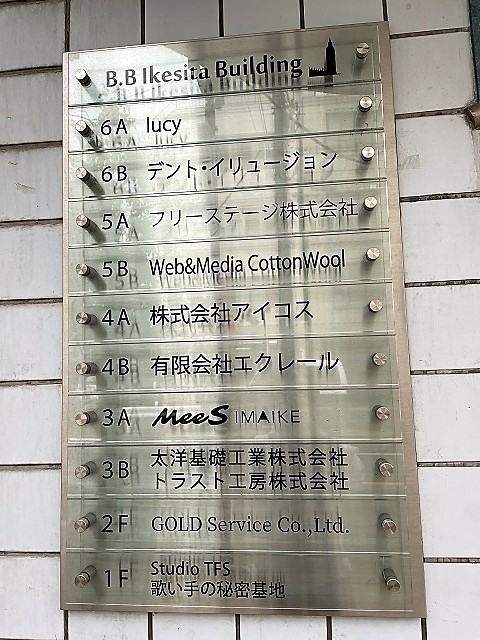 B.B Ikesita Building
6A lucy
6B デント・イリュージョン
5A フリーステージ株式会社
5B Web&Media CottonWool
4A 株式会社アイコス
4B 有限会社エクレール
3A MeeS IMAIKE
3B 太洋基礎工業株式会社
トラスト工房株式会社
2F GOLD Service Co.,Ltd.
1F Studio TFS
歌い手の秘密基地